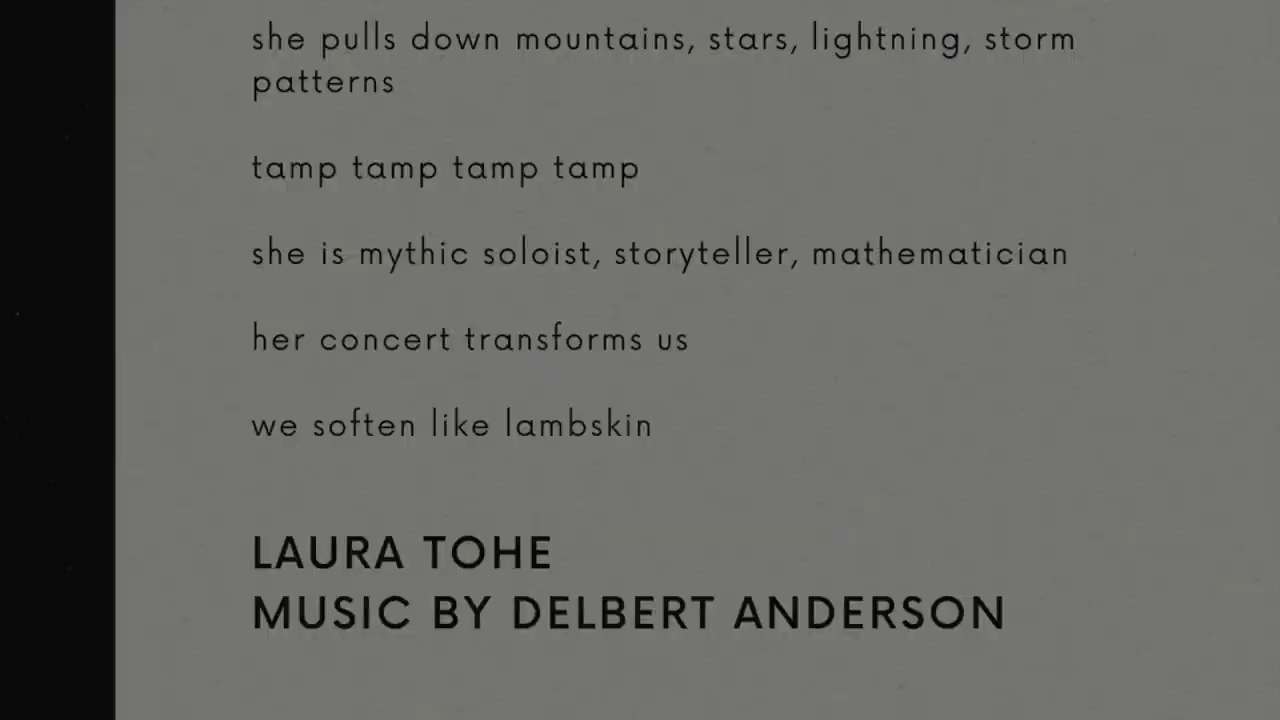 she pulls down mountains, stars, lightning, storm
patterns
tamp tamp tamp tamp
she is mythic soloist, storyteller, mathematician
her concert transforms us
we soften like lambskin
LAURA TOHE
MUSIC BY DELBERT ANDERSON